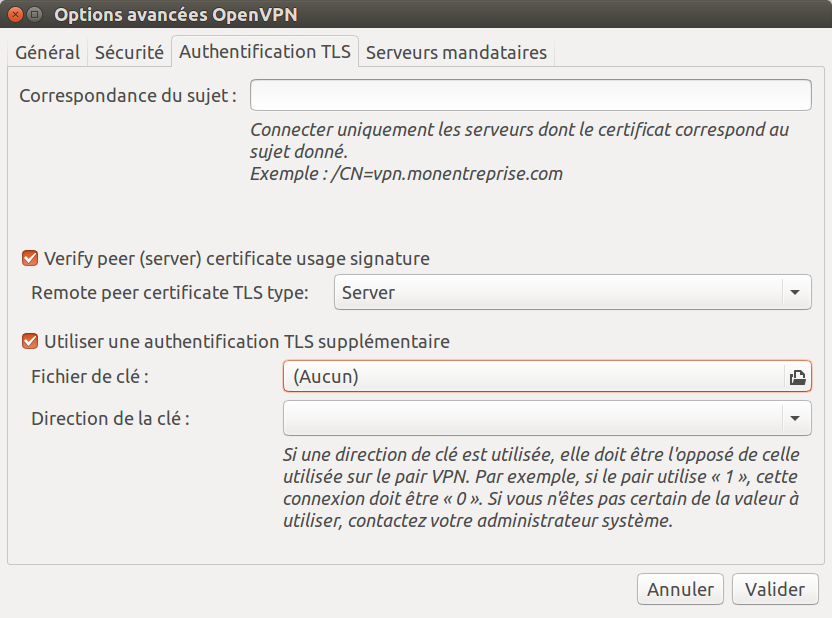 Options avancées OpenVPN
Général Sécurité Authentification TLS Serveurs mandataires
Correspondance du sujet :
Connecter uniquement les serveurs dont le certificat correspond au
sujet donné.
Exemple : /CN=vpn.monentreprise.com
Verify peer (server) certificate usage signature
Remote peer certificate TLS type: Server
Utiliser une authentification TLS supplémentaire
Fichier de clé : (Aucun)
Direction de la clé :
Si une direction de clé est utilisée, elle doit être l'opposé de celle
utilisée sur le pair VPN. Par exemple, si le pair utilise « 1 », cette
connexion doit être « 0 ». Si vous n'êtes pas certain de la valeur à
utiliser, contactez votre administrateur système.
Annuler Valider